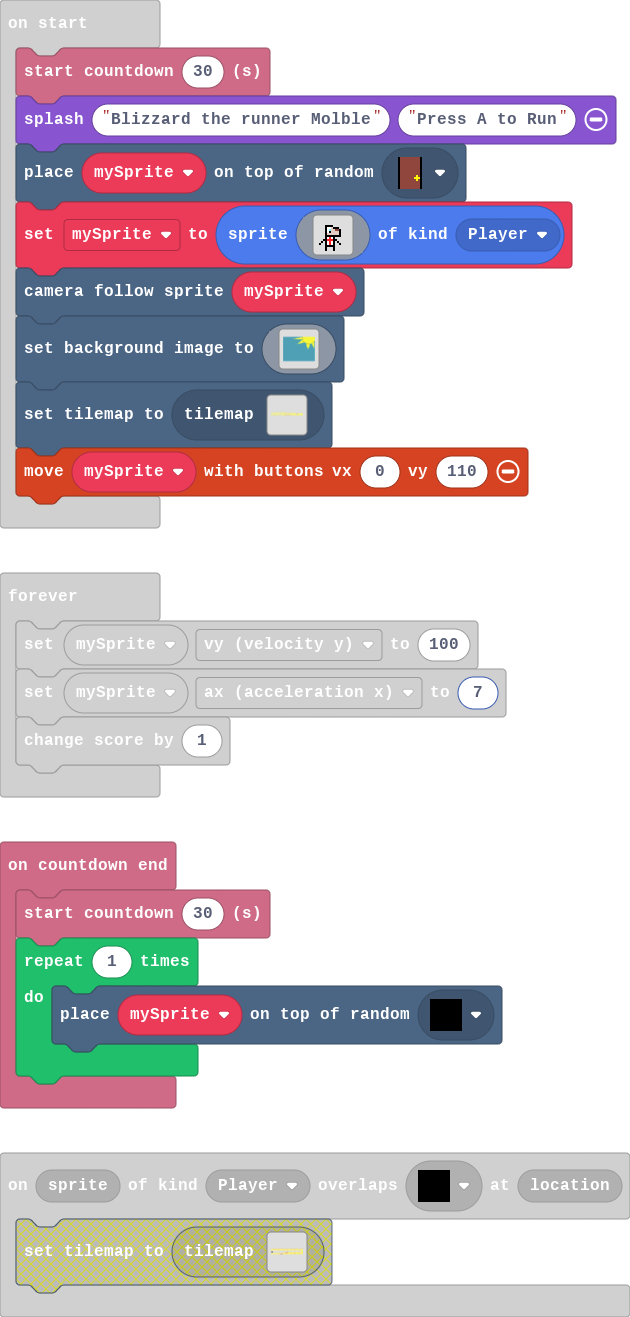 on start
start countdown 30 (s)
splash "Blizzard the runner Molble" "Press A to Run"
place mySprite on top of random
set mySprite to sprite of kind Player
camera follow sprite mySprite
set background image to
set tilemap to tilemap
move mySprite with buttons vx 0 vy 110
forever
set mySprite vy (velocity y) to 100
set mySprite ax (acceleration x) to 7
change score by 1
on countdown end
start countdown 30 (s)
repeat 1 times
do
place mySprite on top of random
on sprite of kind Player overlaps at location
set tilemap to tilemap